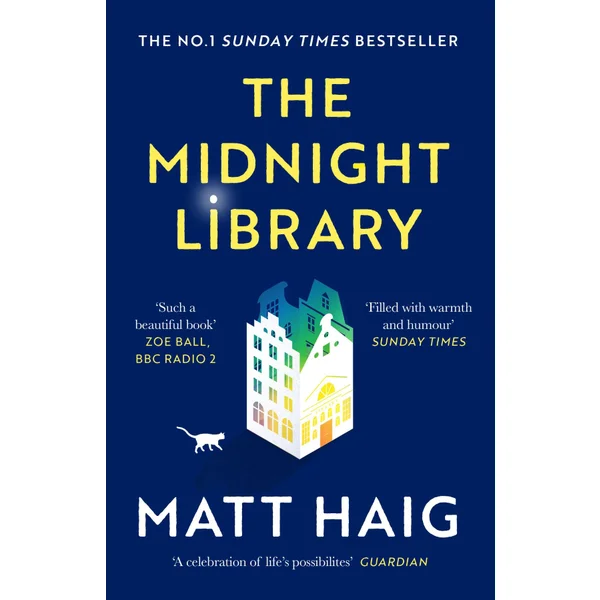 THE NO.1 SUNDAY TIMES BESTSELLER
THE
MIDNIGHT
LiBRARY
‘Such a
beautiful book’
ZOE BALL,
BBC RADIO 2
‘Filled with warmth
and humour’
SUNDAY TIMES
MATT HAIG
‘A celebration of life’s possibilites’ GUARDIAN